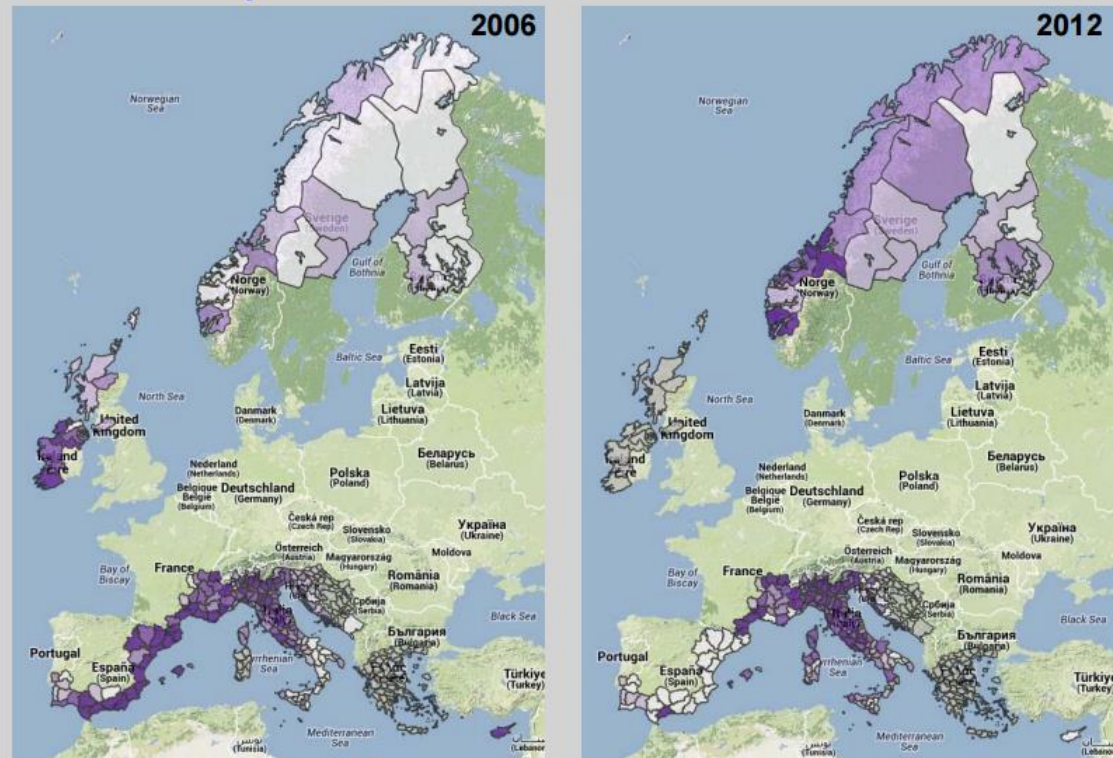 2006
Norwegian
Sea
Sverige
(Sweden)
Gulf of
Bothnia
Norge
(Norway)
Eesti
(Estonia)
Baltic Sea
Latvija
(Latvia)
North Sea
Lietuva
(Lithuania)
Danmark
(Denmark)
United
Kingdom
Беларусь
(Belarus)
Nederland
(Netherlands)
Polska
(Poland)
Belgique
België
(Belgium)
Deutschland
(Germany)
Česká rep
(Czech Rep)
Slovensko
(Slovakia)
Україна
(Ukraine)
Österreich
(Austria)
Magyarország
(Hungary)
Moldova
Bay of
Biscay
France
România
(Romania)
Србија
(Serbia)
Black Sea
България
(Bulgaria)
Portugal
España
(Spain)
Türkiye
(Turkey)
Mediterranean
Sea
تونس
(Tunisia)
2012
Norwegian
Sea
Sverige
(Sweden)
Gulf of
Bothnia
Norge
(Norway)
Eesti
(Estonia)
Baltic Sea
Latvija
(Latvia)
North Sea
Lietuva
(Lithuania)
Danmark
(Denmark)
United
Kingdom
Беларусь
(Belarus)
Nederland
(Netherlands)
Polska
(Poland)
Belgique
België
(Belgium)
Deutschland
(Germany)
Česká rep
(Czech Rep)
Slovensko
(Slovakia)
Україна
(Ukraine)
Österreich
(Austria)
Magyarország
(Hungary)
Moldova
Bay of
Biscay
France
România
(Romania)
Србија
(Serbia)
Black Sea
България
(Bulgaria)
Portugal
España
(Spain)
Türkiye
(Turkey)
Mediterranean
Sea
تونس
(Tunisia)